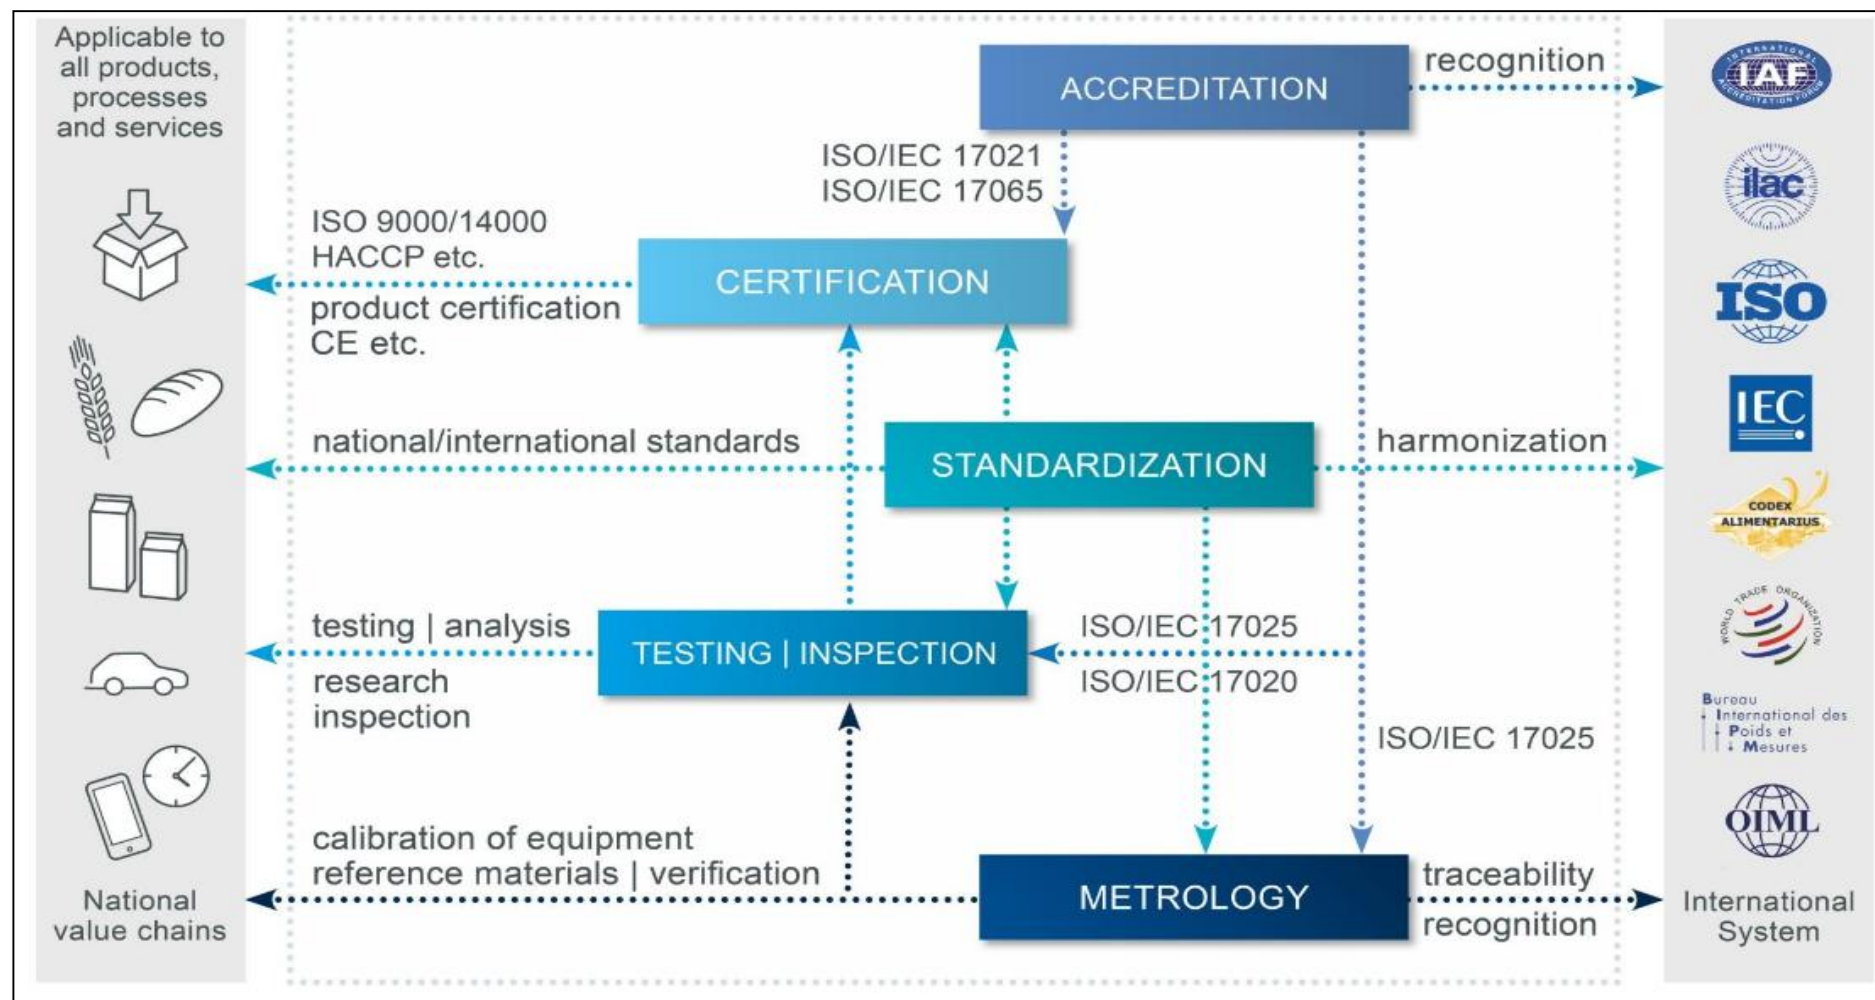 Applicable to
all products,
processes
and services
National
value chains
ACCREDITATION
recognition
ISO/IEC 17021
ISO/IEC 17065
ISO 9000/14000
HACCP etc.
product certification
CE etc.
CERTIFICATION
national/international standards
STANDARDIZATION
harmonization
testing | analysis
research
inspection
TESTING | INSPECTION
ISO/IEC 17025
ISO/IEC 17020
ISO/IEC 17025
calibration of equipment
reference materials | verification
METROLOGY
traceability
recognition
INTERNATIONAL
IAF
ACCREDITATION FORUM
ilac
ISO
IEC
CODEX
ALIMENTARIUS
WORLD TRADE ORGANIZATION
Bureau
International des
Poids et
Mesures
OIML
International
System